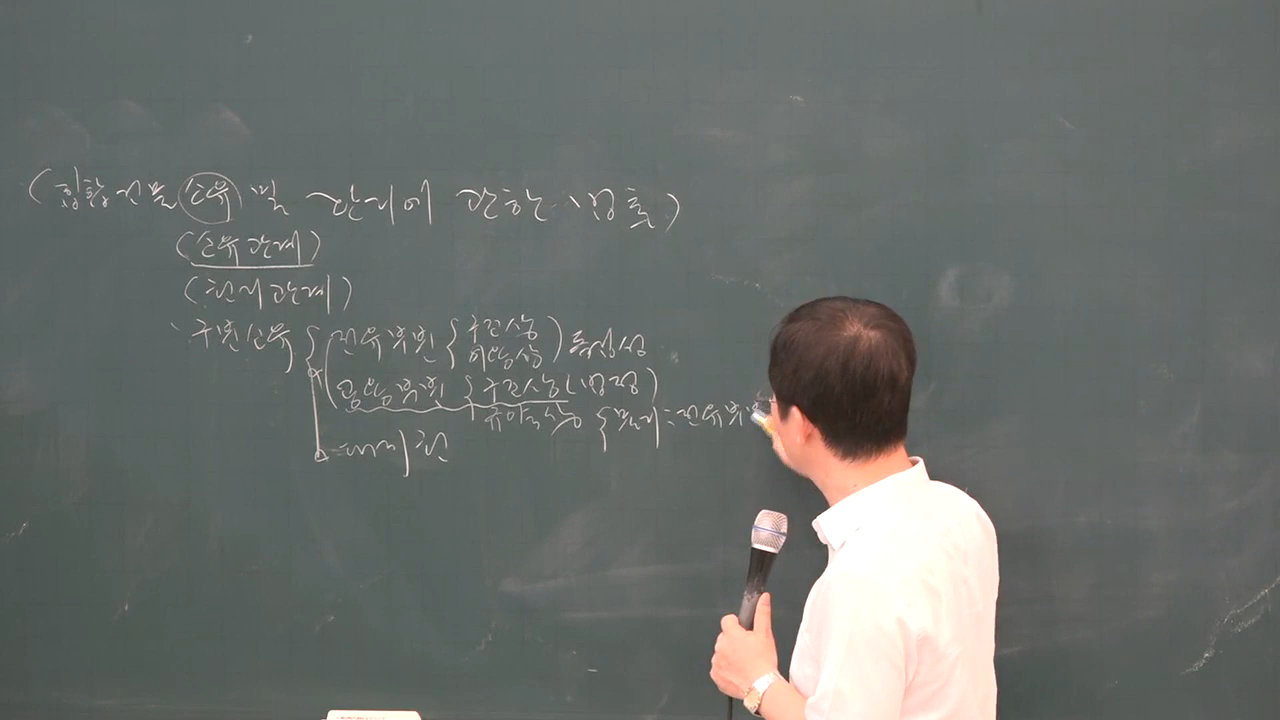 (집합건물 소유 및 관리에 관한 법률)
(소유관계)
(관리관계)
구분소유 { 전유부분 { 구조상 독립성
이용상
공용부분 { 구조상 (법정)
규약상 { 부지: 전유부
대지권